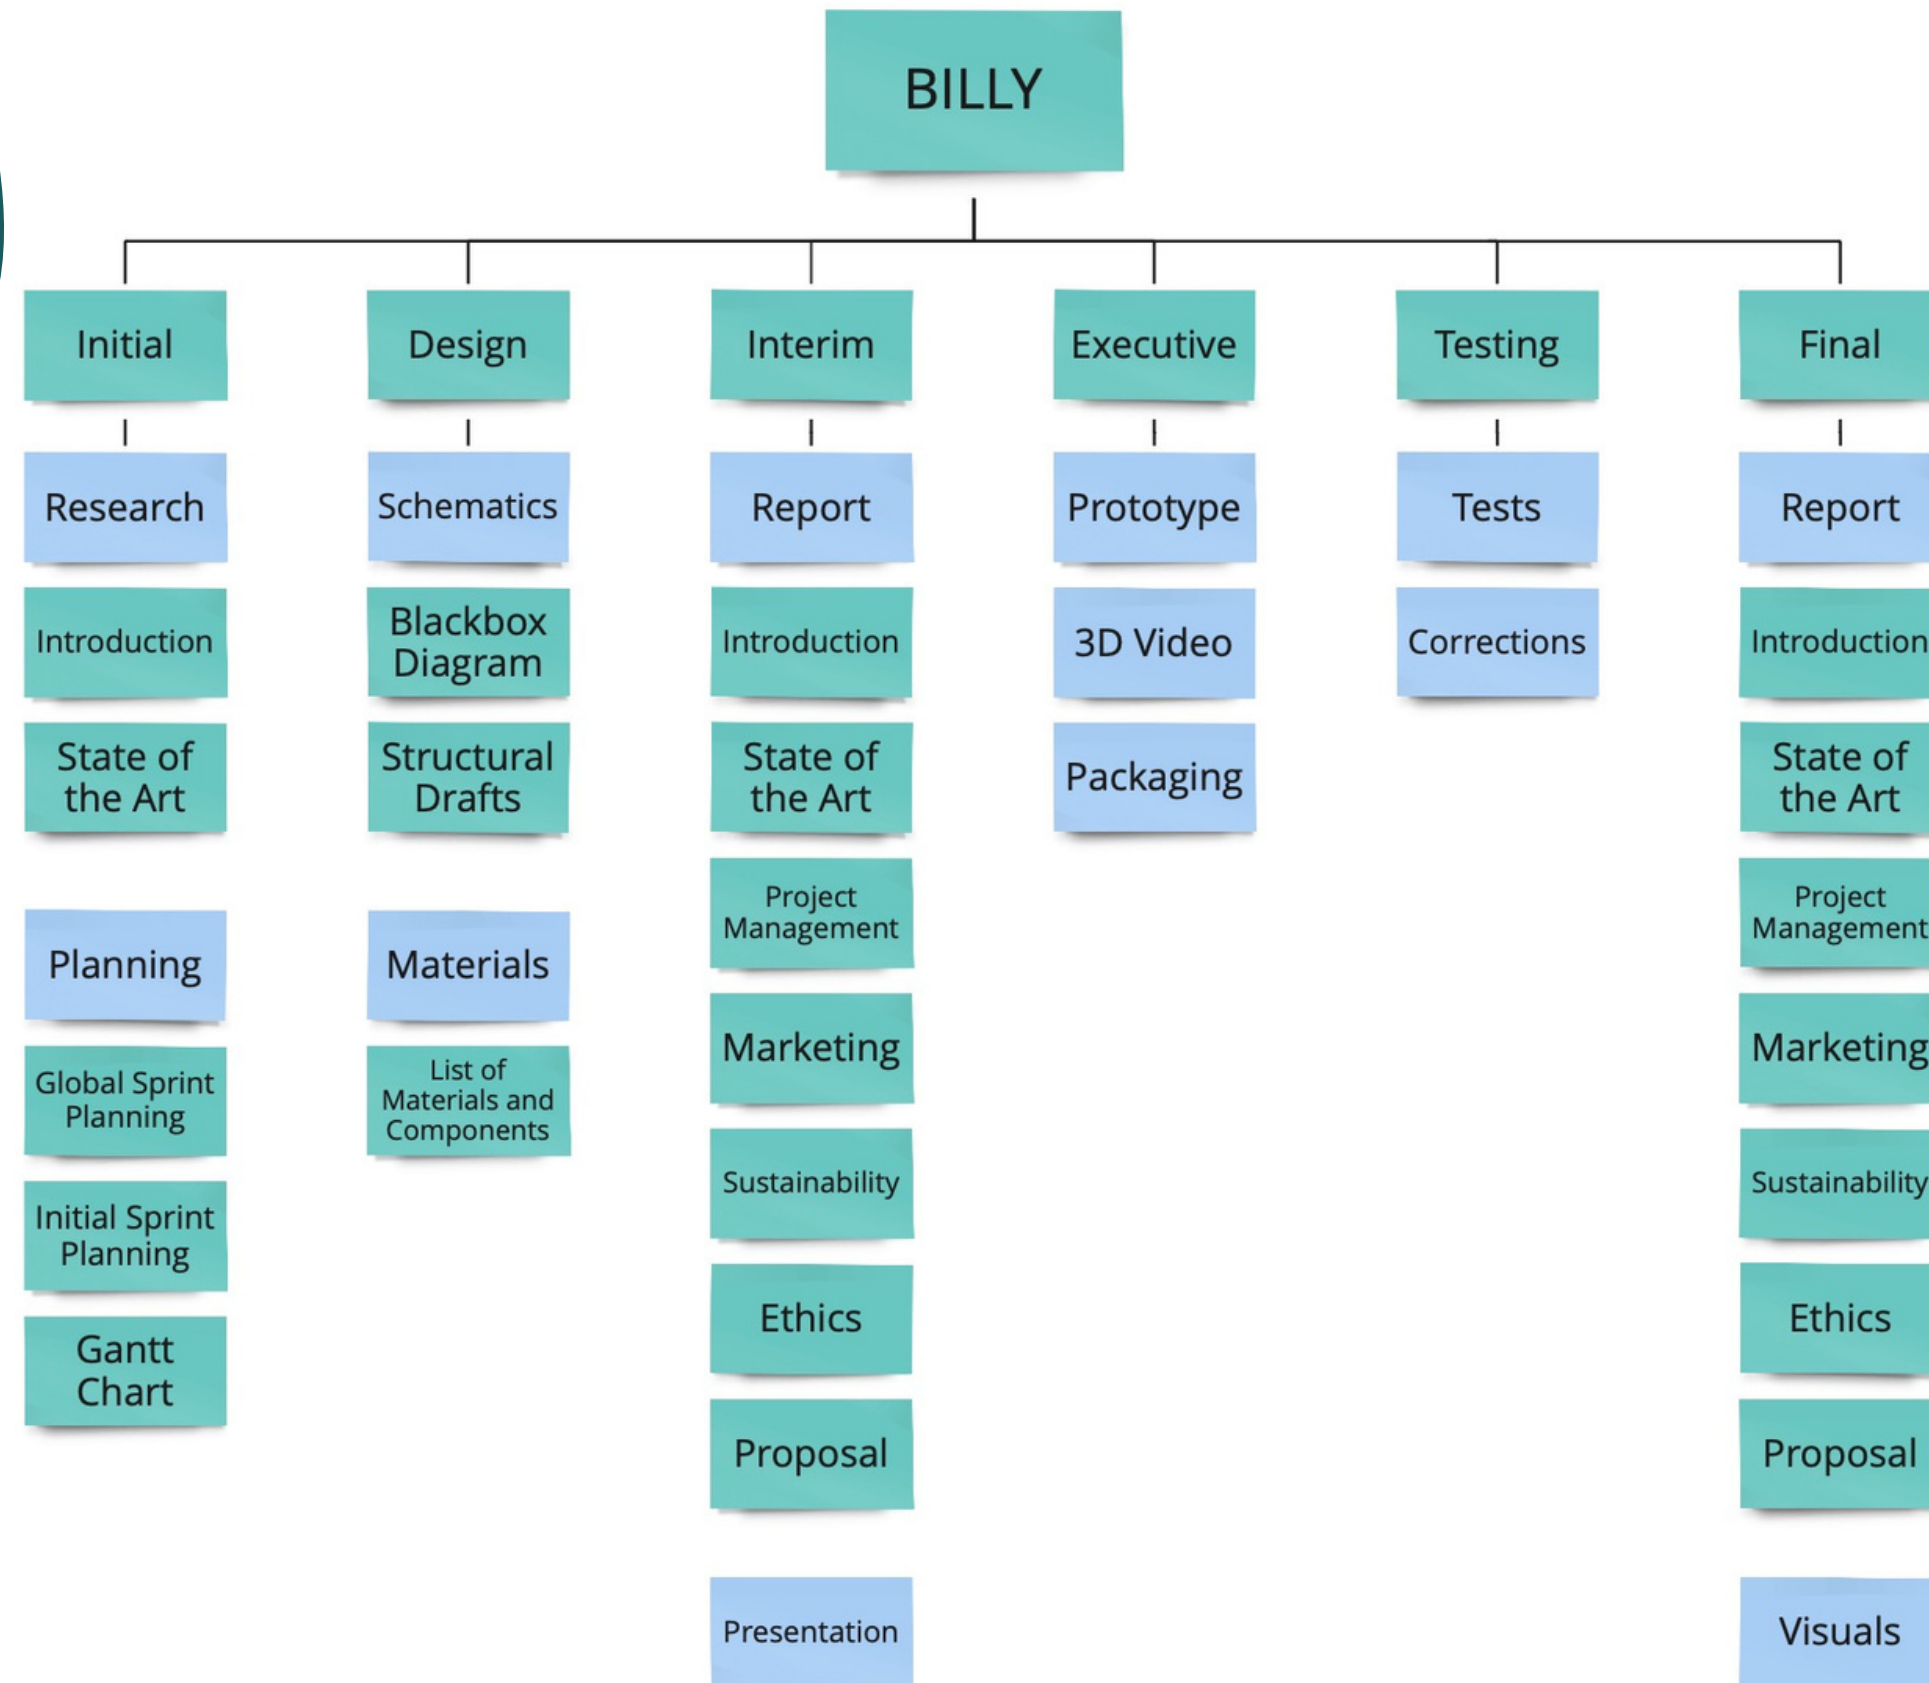 BILLY
Initial
Design
Interim
Executive
Testing
Final
Research
Introduction
State of
the Art
Planning
Global Sprint
Planning
Initial Sprint
Planning
Gantt
Chart
Schematics
Blackbox
Diagram
Structural
Drafts
Materials
List of
Materials and
Components
Report
Introduction
State of
the Art
Project
Management
Marketing
Sustainability
Ethics
Proposal
Presentation
Prototype
3D Video
Packaging
Tests
Corrections
Report
Introduction
State of
the Art
Project
Management
Marketing
Sustainability
Ethics
Proposal
Visuals